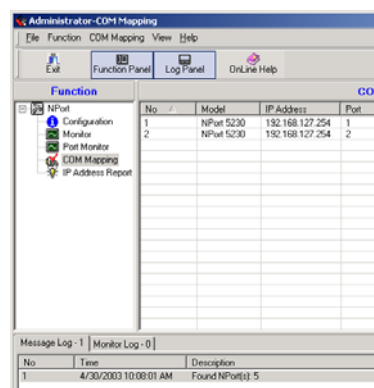 Administrator-COM Mapping
File Function COM Mapping View Help
Exit Function Panel Log Panel OnLine Help
Function
CO
NPort
Configuration
Monitor
Port Monitor
COM Mapping
IP Address Report
No Model IP Address Port
1 NPort 5230 192.168.127.254 1
2 NPort 5230 192.168.127.254 2
Message Log - 1 Monitor Log - 0
No Time Description
1 4/30/2003 10:08:01 AM Found NPort(s): 5